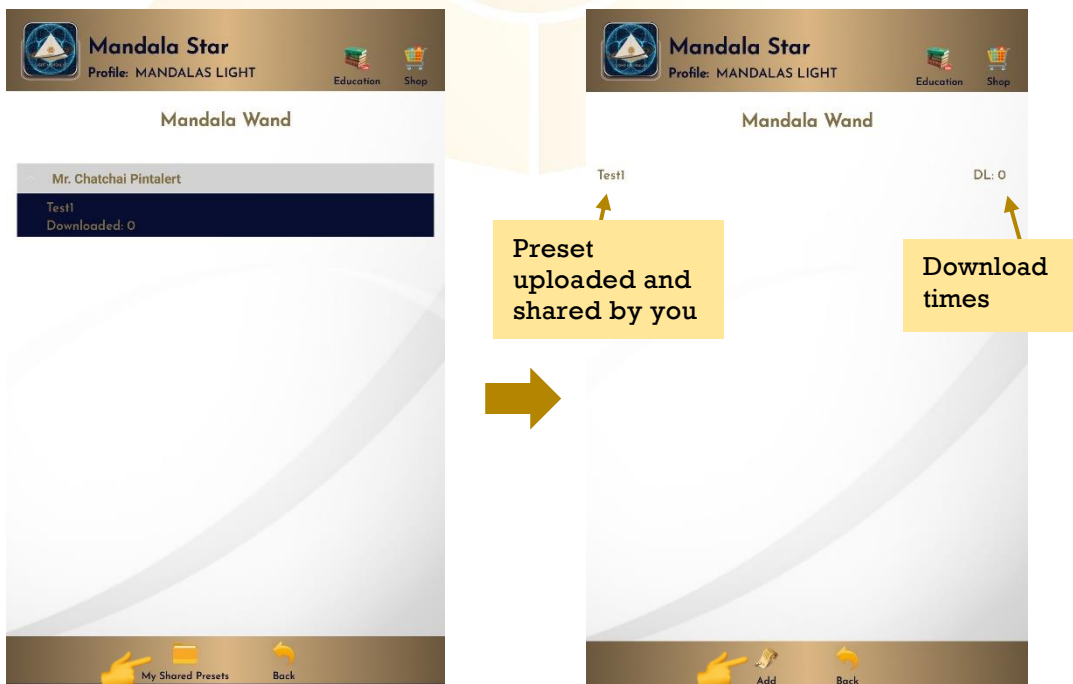 Mandala Star
Profile: MANDALAS LIGHT
Education
Shop
Mandala Wand
Mr. Chatchai Pintalert
Test1
Downloaded: 0
My Shared Presets
Back
Mandala Star
Profile: MANDALAS LIGHT
Education
Shop
Mandala Wand
Test1
DL: 0
Preset
uploaded and
shared by you
Download
times
Add
Back